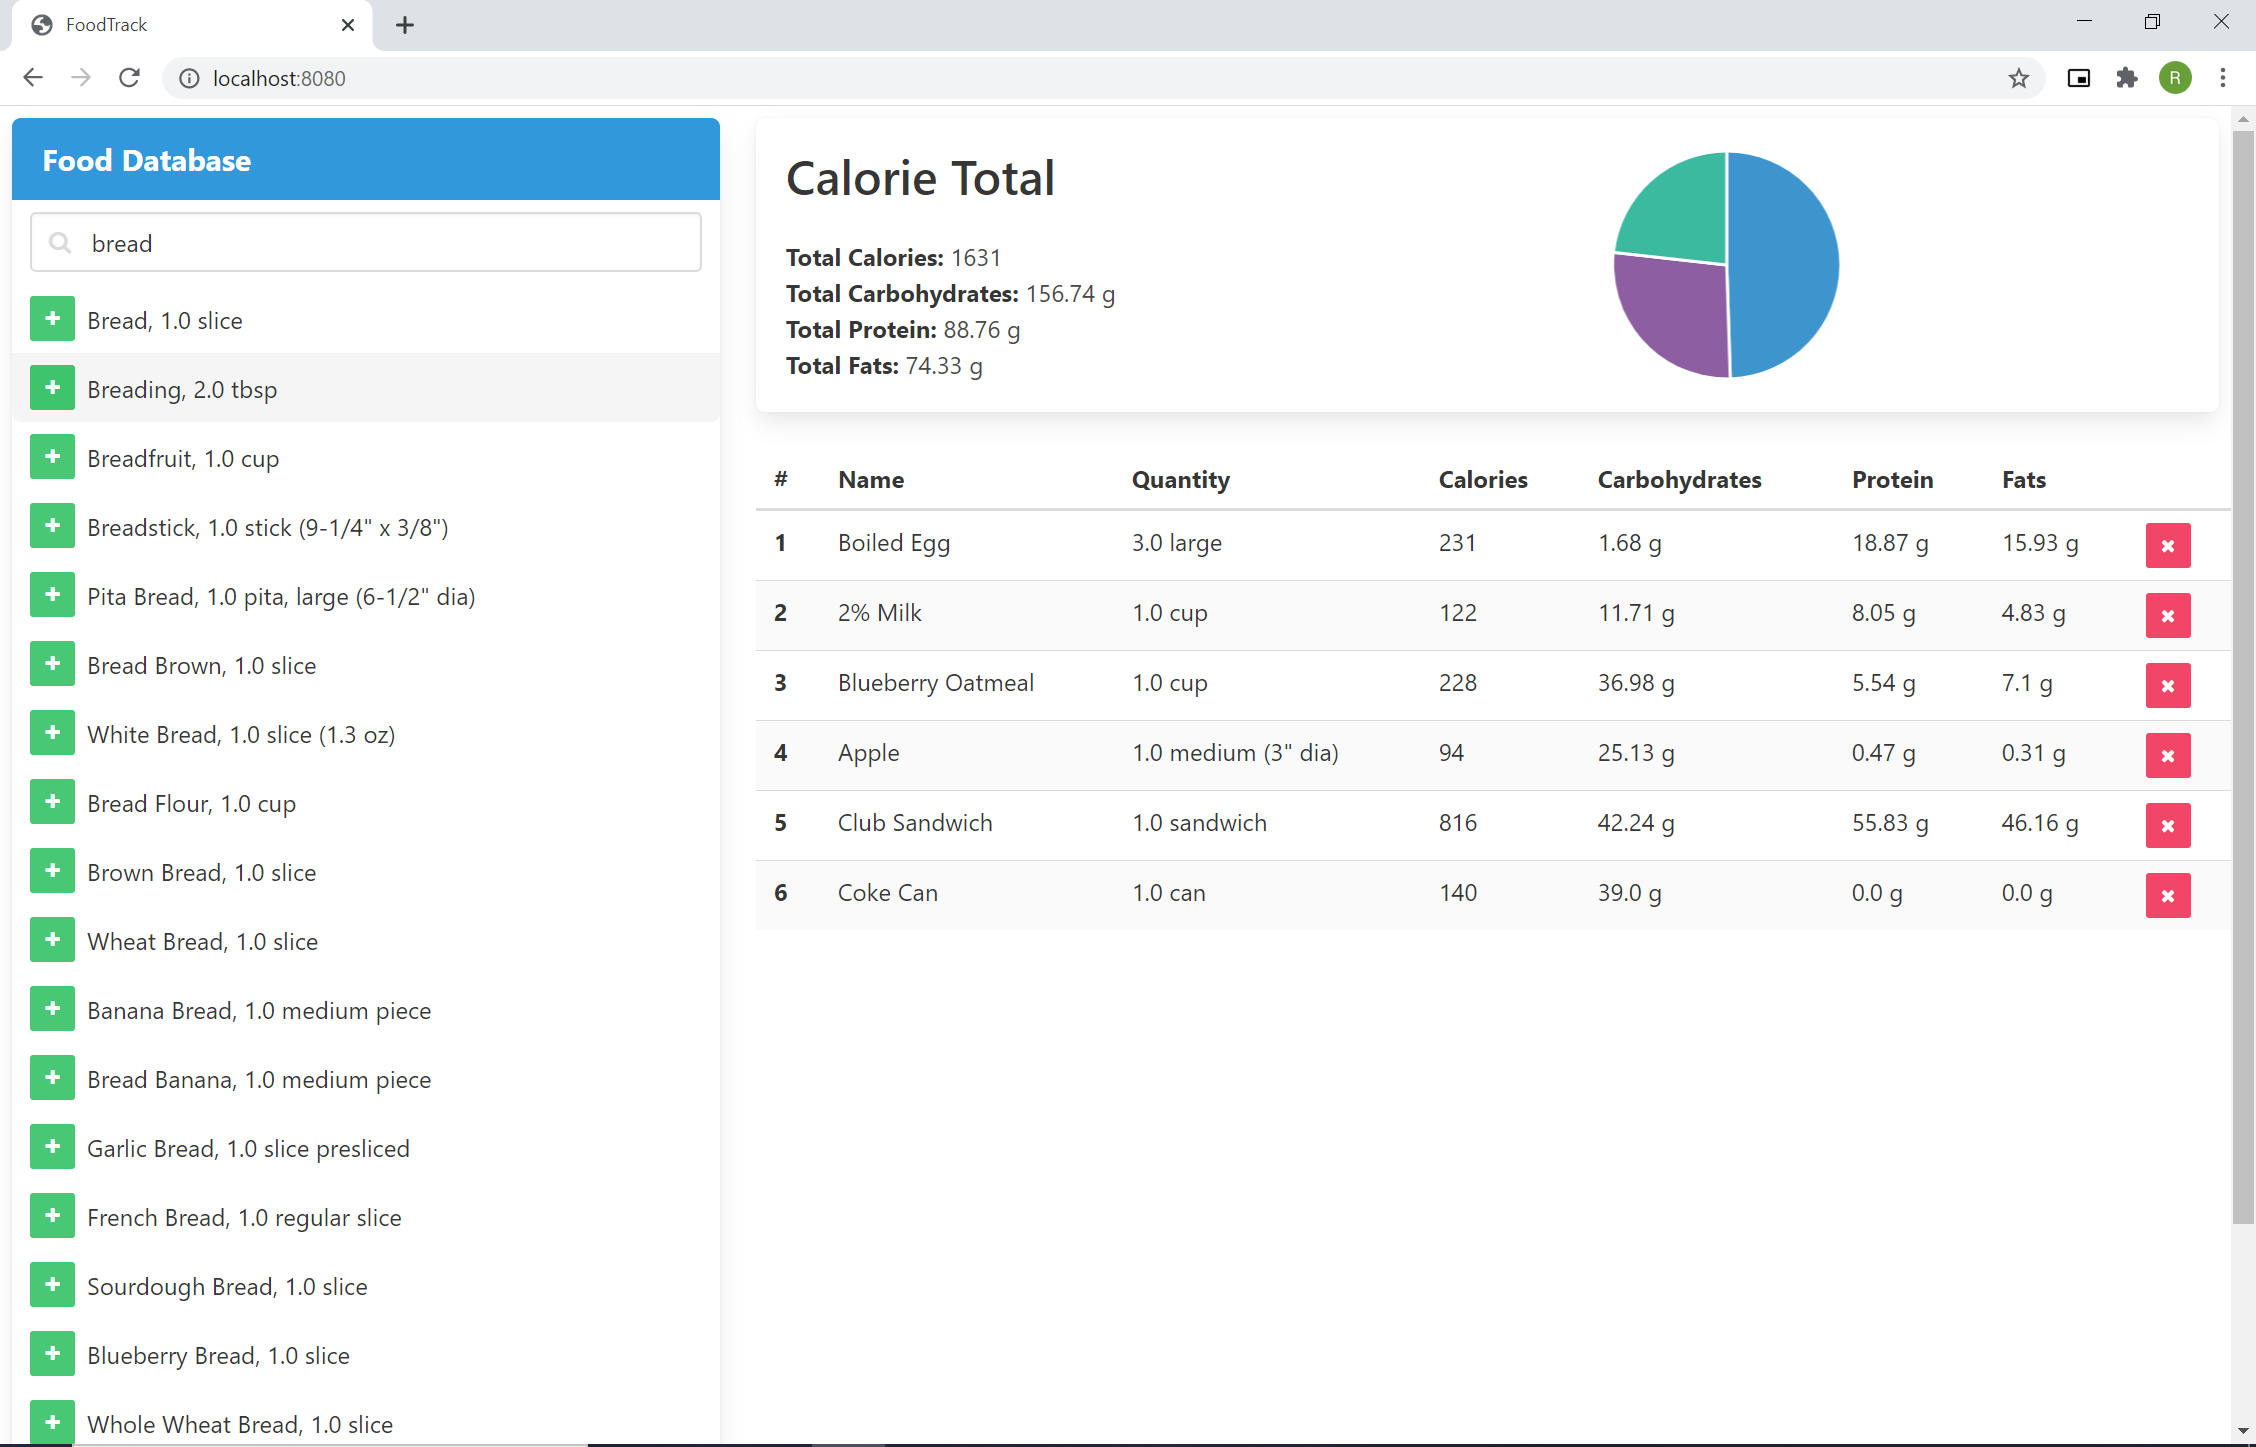 FoodTrack
localhost:8080
R
Food Database
bread
Bread, 1.0 slice
Breading, 2.0 tbsp
Breadfruit, 1.0 cup
Breadstick, 1.0 stick (9-1/4" x 3/8")
Pita Bread, 1.0 pita, large (6-1/2" dia)
Bread Brown, 1.0 slice
White Bread, 1.0 slice (1.3 oz)
Bread Flour, 1.0 cup
Brown Bread, 1.0 slice
Wheat Bread, 1.0 slice
Banana Bread, 1.0 medium piece
Bread Banana, 1.0 medium piece
Garlic Bread, 1.0 slice presliced
French Bread, 1.0 regular slice
Sourdough Bread, 1.0 slice
Blueberry Bread, 1.0 slice
Whole Wheat Bread, 1.0 slice
Calorie Total
Total Calories: 1631
Total Carbohydrates: 156.74 g
Total Protein: 88.76 g
Total Fats: 74.33 g
# Name Quantity Calories Carbohydrates Protein Fats
1 Boiled Egg 3.0 large 231 1.68 g 18.87 g 15.93 g
2 2% Milk 1.0 cup 122 11.71 g 8.05 g 4.83 g
3 Blueberry Oatmeal 1.0 cup 228 36.98 g 5.54 g 7.1 g
4 Apple 1.0 medium (3" dia) 94 25.13 g 0.47 g 0.31 g
5 Club Sandwich 1.0 sandwich 816 42.24 g 55.83 g 46.16 g
6 Coke Can 1.0 can 140 39.0 g 0.0 g 0.0 g